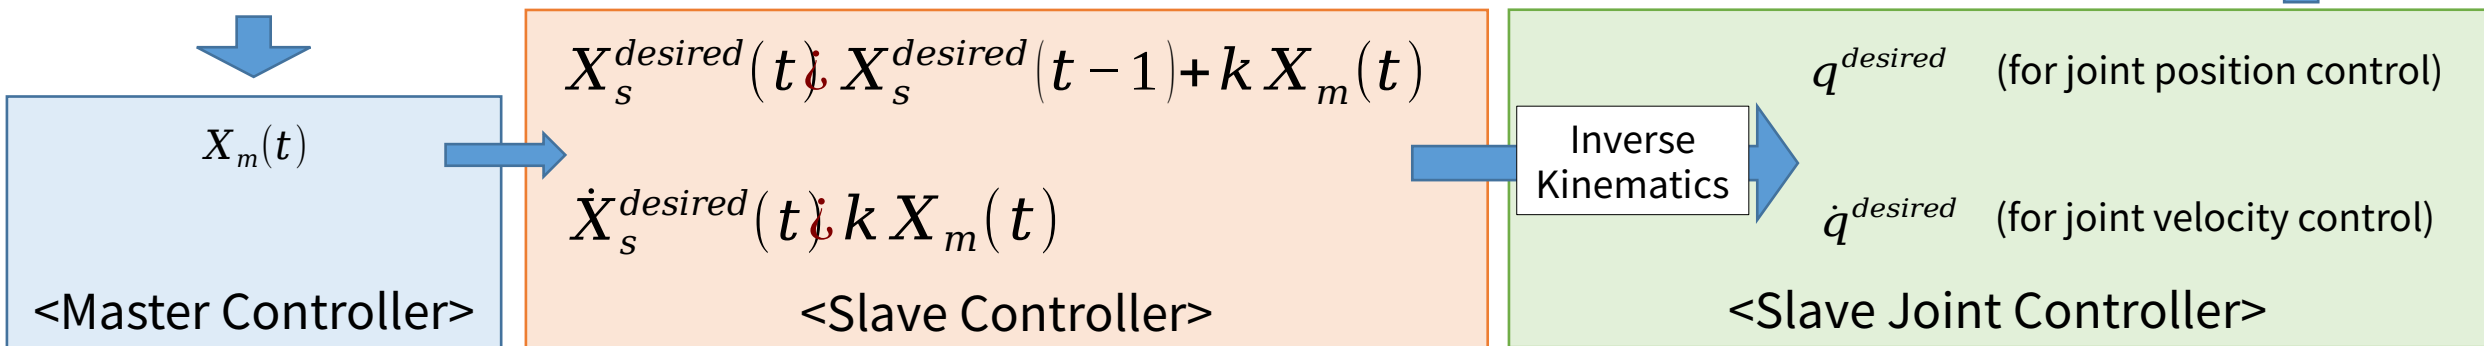 X_m(t)
<Master Controller>
X_s^{desired}(t)¿ X_s^{desired}(t − 1)+k X_m(t)
Ẋ_s^{desired}(t)¿ k X_m(t)
<Slave Controller>
Inverse
Kinematics
q^{desired} (for joint position control)
q̇^{desired} (for joint velocity control)
<Slave Joint Controller>